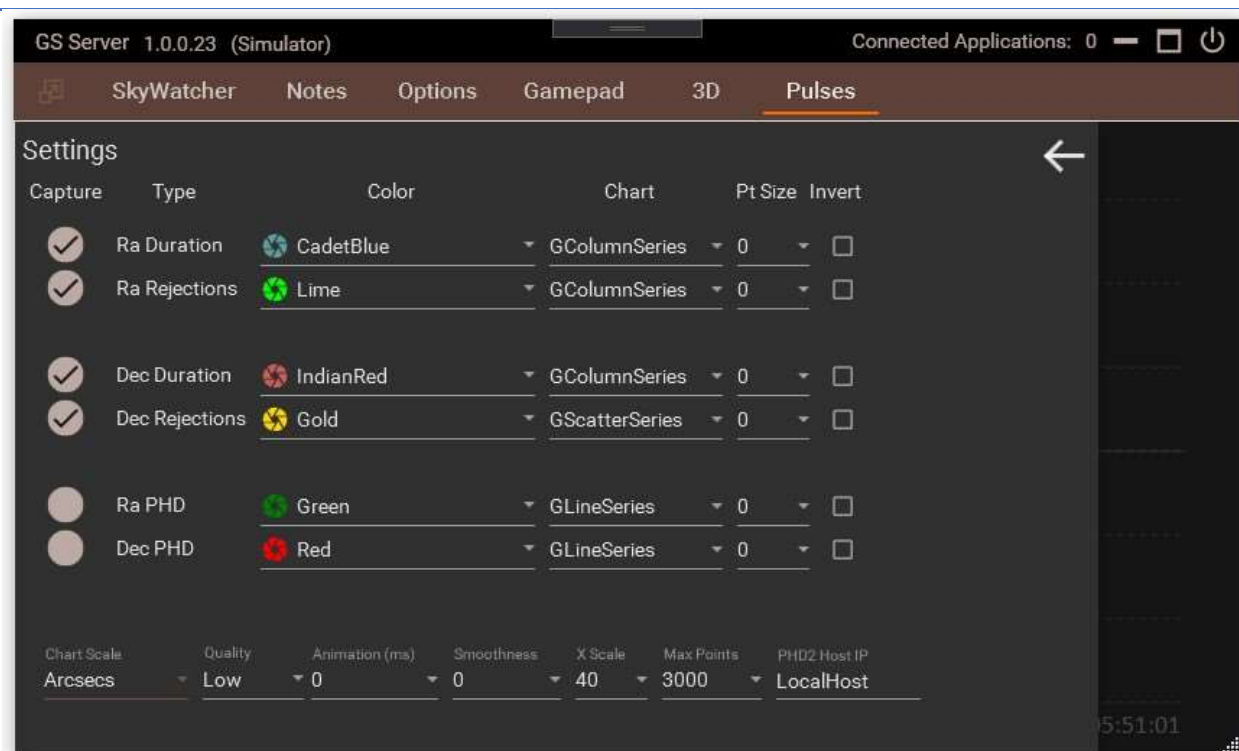 GS Server 1.0.0.23 (Simulator) Connected Applications: 0
SkyWatcher Notes Options Gamepad 3D Pulses
Settings
Capture Type Color Chart Pt Size Invert
Ra Duration CadetBlue GColumnSeries 0
Ra Rejections Lime GColumnSeries 0
Dec Duration IndianRed GColumnSeries 0
Dec Rejections Gold GScatterSeries 0
Ra PHD Green GLineSeries 0
Dec PHD Red GLineSeries 0
Chart Scale Quality Animation (ms) Smoothness X Scale Max Points PHD2 Host IP
Arcsecs Low 0 0 40 3000 LocalHost
05:51:01